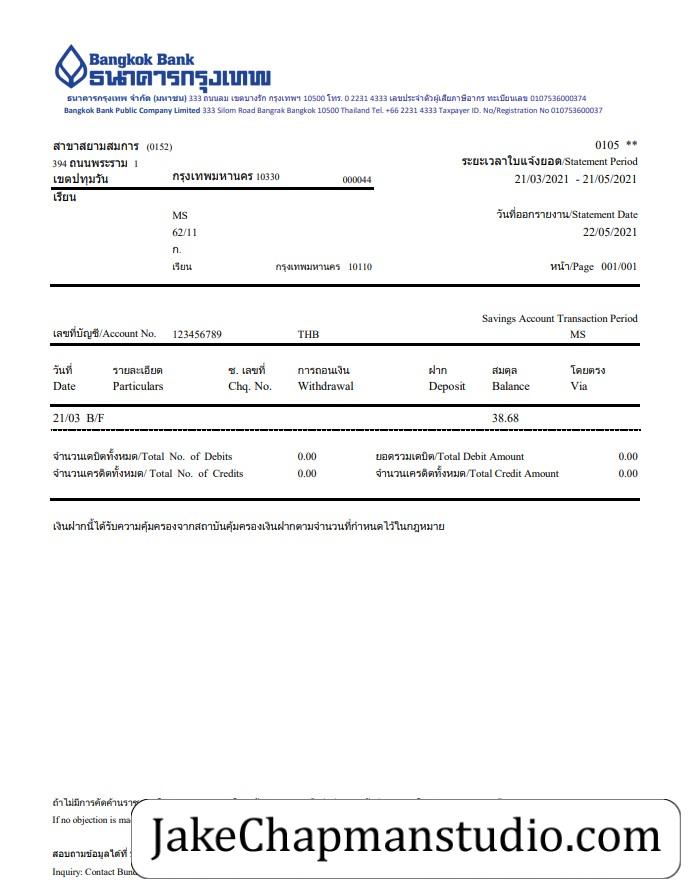 Bangkok Bank
ธนาคารกรุงเทพ
ธนาคารกรุงเทพ จำกัด (มหาชน) 333 ถนนลม เขตบางรัก กรุงเทพฯ 10500 โทร. 0 2231 4333 เลขประจำตัวผู้เสียภาษีอากร ทะเบียนเลข 0107536000374
Bangkok Bank Public Company Limited 333 Silom Road Bangrak Bangkok 10500 Thailand Tel. +66 2231 4333 Taxpayer ID. No/Registration No 0107536000037
สาขาสยามสมการ (0152) 0105 **
394 ถนนพระราม 1 ระยะเวลาใบแจ้งยอด/Statement Period
เขตปทุมวัน กรุงเทพมหานคร 10330 000044 21/03/2021 - 21/05/2021
เรียน
MS วันที่ออกรายงาน/Statement Date
62/11 22/05/2021
ก.
เรียน กรุงเทพมหานคร 10110 หน้า/Page 001/001
Savings Account Transaction Period
เลขที่บัญชี/Account No. 123456789 THB MS
วันที่ รายละเอียด ช. เลขที่ การถอนเงิน ฝาก สมดุล โดยตรง
Date Particulars Chq. No. Withdrawal Deposit Balance Via
21/03 B/F 38.68
จำนวนเดบิตทั้งหมด/Total No. of Debits 0.00 ยอดรวมเดบิต/Total Debit Amount 0.00
จำนวนเครดิตทั้งหมด/ Total No. of Credits 0.00 จำนวนเครดิตทั้งหมด/Total Credit Amount 0.00
เงินฝากนี้ได้รับความคุ้มครองจากสถาบันคุ้มครองเงินฝากตามจำนวนที่กำหนดไว้ในกฎหมาย
ถ้าไม่มีการคัดค้าน
If no objection is
สอบถามข้อมูลได้ที่
Inquiry: Contact
JakeChapmanstudio.com